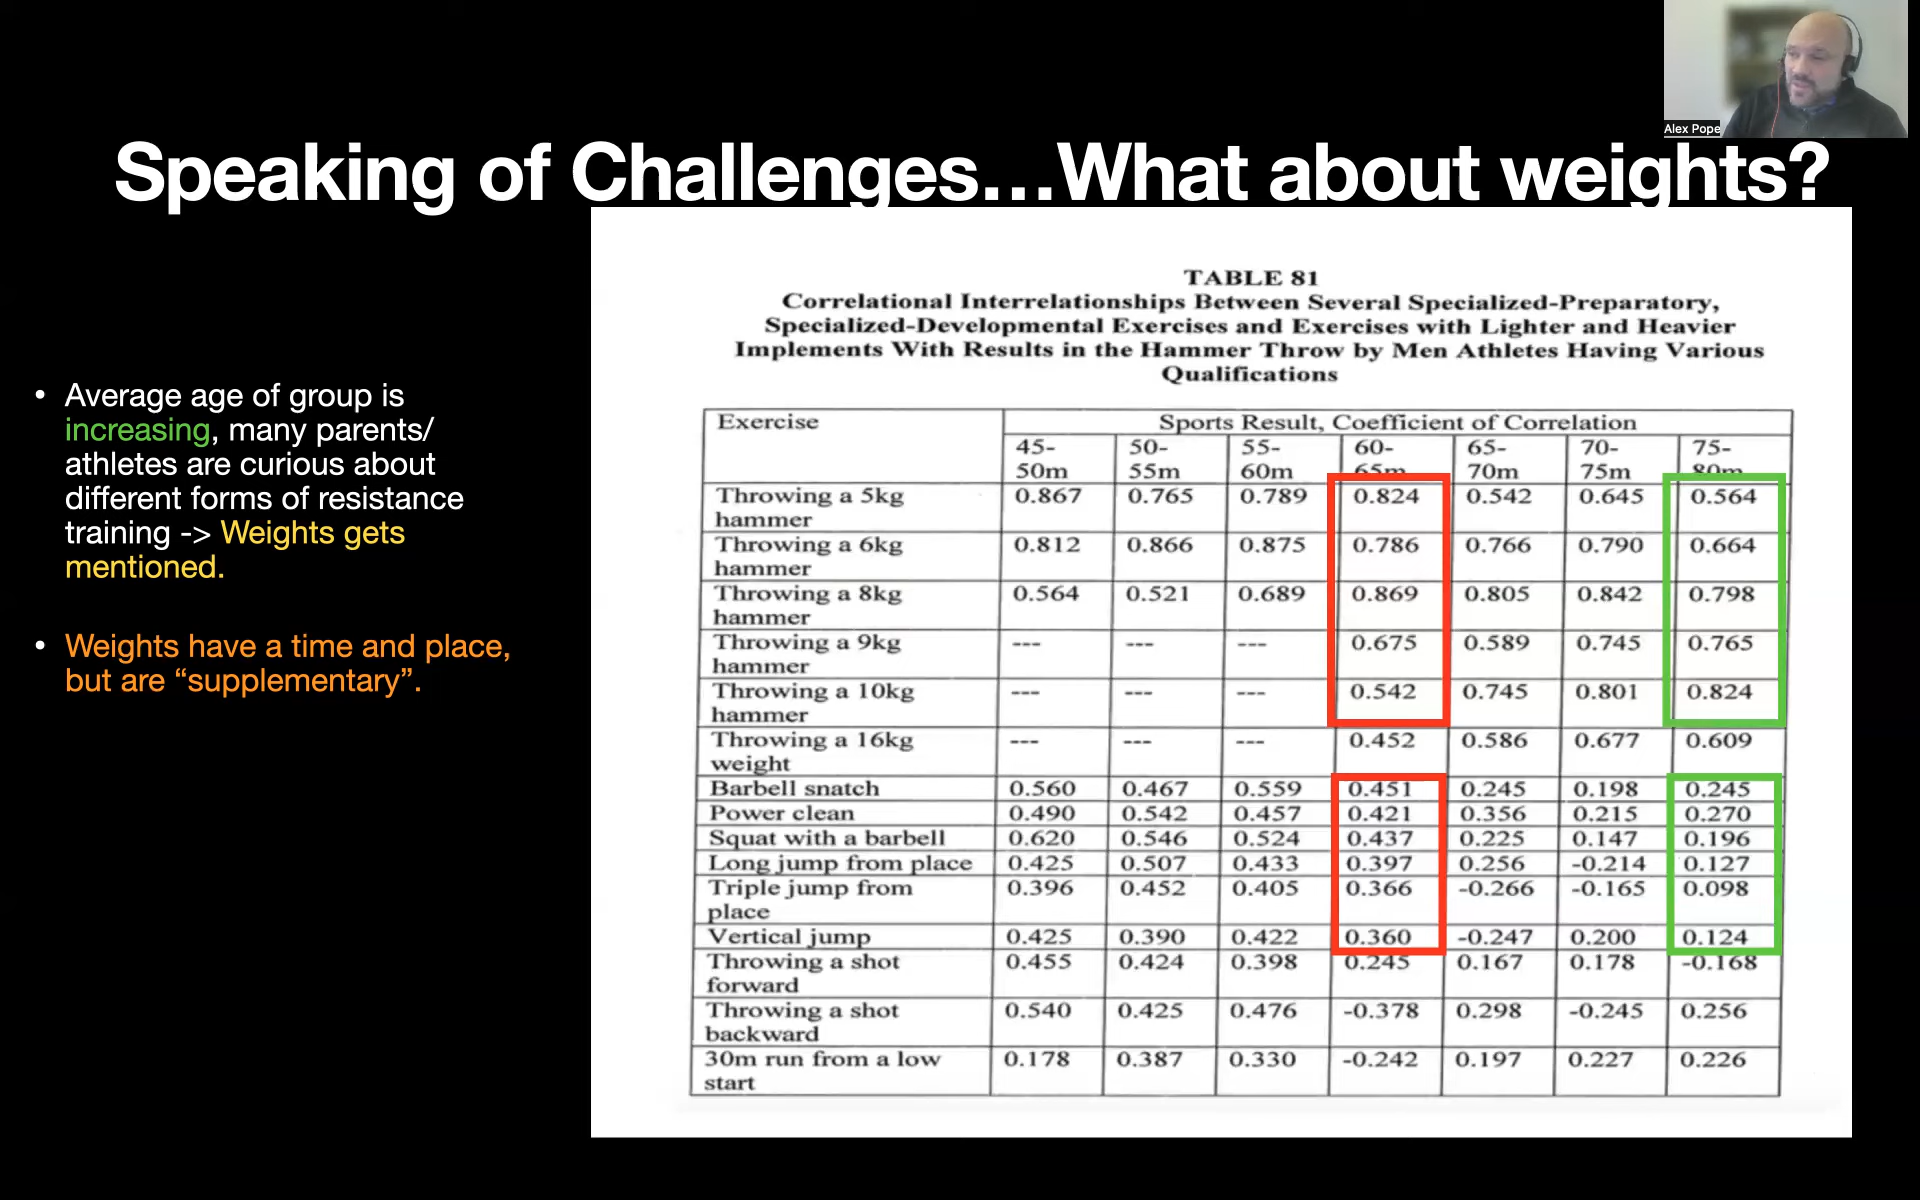 Alex Pope
Speaking of Challenges...What about weights?
• Average age of group is
increasing, many parents/
athletes are curious about
different forms of resistance
training -> Weights gets
mentioned.
• Weights have a time and place,
but are “supplementary”.
TABLE 81
Correlational Interrelationships Between Several Specialized-Preparatory,
Specialized-Developmental Exercises and Exercises with Lighter and Heavier
Implements With Results in the Hammer Throw by Men Athletes Having Various
Qualifications
Exercise Sports Result, Coefficient of Correlation
45- 50- 55- 60- 65- 70- 75-
50m 55m 60m 65m 70m 75m 80m
Throwing a 5kg 0.867 0.765 0.789 0.824 0.542 0.645 0.564
hammer
Throwing a 6kg 0.812 0.866 0.875 0.786 0.766 0.790 0.664
hammer
Throwing a 8kg 0.564 0.521 0.689 0.869 0.805 0.842 0.798
hammer
Throwing a 9kg --- --- --- 0.675 0.589 0.745 0.765
hammer
Throwing a 10kg --- --- --- 0.542 0.745 0.801 0.824
hammer
Throwing a 16kg --- --- --- 0.452 0.586 0.677 0.609
weight
Barbell snatch 0.560 0.467 0.559 0.451 0.245 0.198 0.245
Power clean 0.490 0.542 0.457 0.421 0.356 0.215 0.270
Squat with a barbell 0.620 0.546 0.524 0.437 0.225 0.147 0.196
Long jump from place 0.425 0.507 0.433 0.397 0.256 -0.214 0.127
Triple jump from 0.396 0.452 0.405 0.366 -0.266 -0.165 0.098
place
Vertical jump 0.425 0.390 0.422 0.360 -0.247 0.200 0.124
Throwing a shot 0.455 0.424 0.398 0.245 0.167 0.178 -0.168
forward
Throwing a shot 0.540 0.425 0.476 -0.378 0.298 -0.245 0.256
backward
30m run from a low 0.178 0.387 0.330 -0.242 0.197 0.227 0.226
start